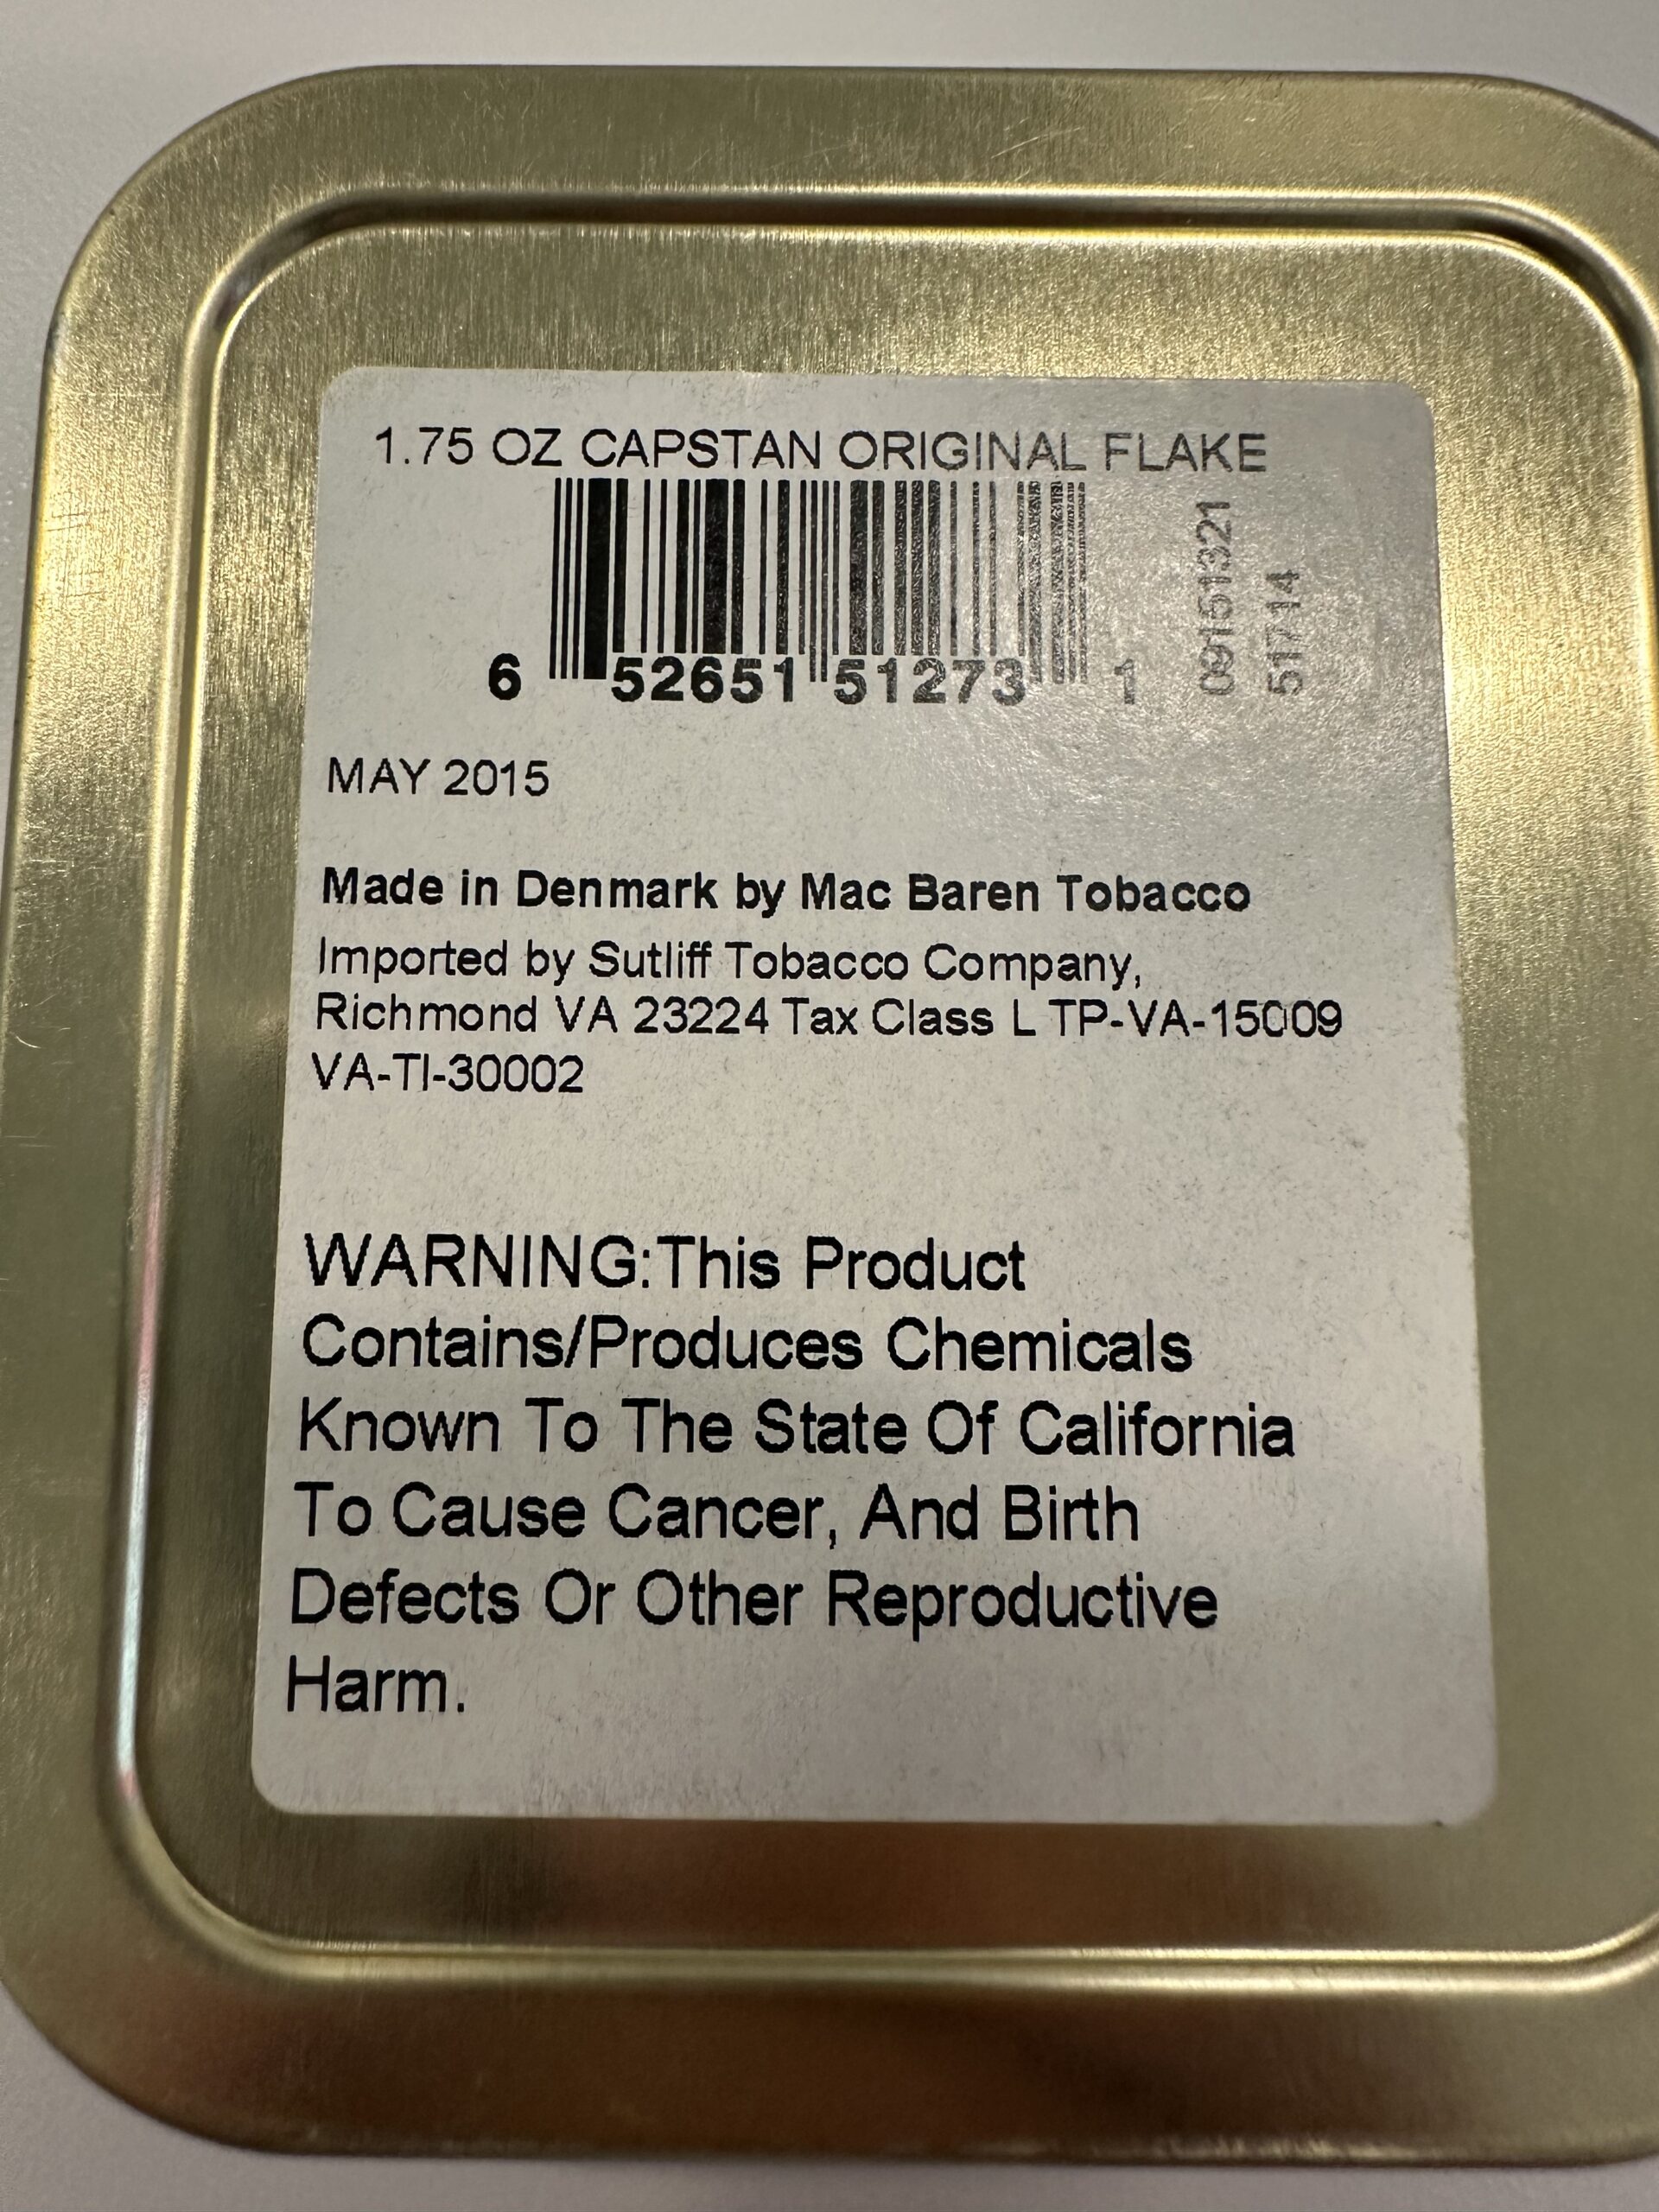 1.75 OZ CAPSTAN ORIGINAL FLAKE
6 52651 51273 1
09151321
51714
MAY 2015
Made in Denmark by Mac Baren Tobacco
Imported by Sutliff Tobacco Company,
Richmond VA 23224 Tax Class L TP-VA-15009
VA-TI-30002
WARNING:This Product
Contains/Produces Chemicals
Known To The State Of California
To Cause Cancer, And Birth
Defects Or Other Reproductive
Harm.